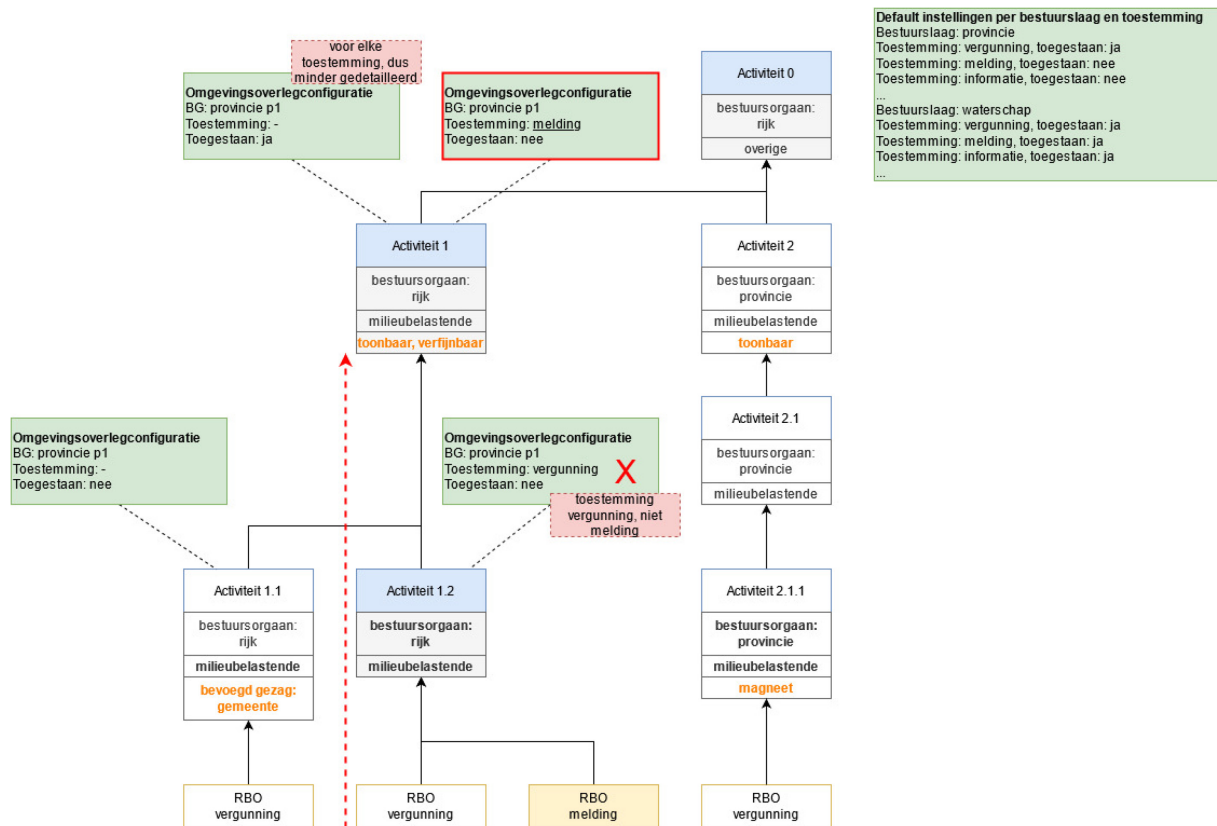 voor elke
toestemming, dus
minder gedetailleerd
Omgevingsoverlegconfiguratie
BG: provincie p1
Toestemming: -
Toegestaan: ja
Omgevingsoverlegconfiguratie
BG: provincie p1
Toestemming: melding
Toegestaan: nee
Activiteit 0
bestuursorgaan:
rijk
overige
Default instellingen per bestuurslaag en toestemming
Bestuurslaag: provincie
Toestemming: vergunning, toegestaan: ja
Toestemming: melding, toegestaan: nee
Toestemming: informatie, toegestaan: nee
...
Bestuurslaag: waterschap
Toestemming: vergunning, toegestaan: ja
Toestemming: melding, toegestaan: ja
Toestemming: informatie, toegestaan: ja
...
Activiteit 1
bestuursorgaan:
rijk
milieubelastende
toonbaar, verfijnbaar
Activiteit 2
bestuursorgaan:
provincie
milieubelastende
toonbaar
Omgevingsoverlegconfiguratie
BG: provincie p1
Toestemming: -
Toegestaan: nee
Omgevingsoverlegconfiguratie
BG: provincie p1
Toestemming: vergunning
Toegestaan: nee
X
toestemming
vergunning, niet
melding
Activiteit 2.1
bestuursorgaan:
provincie
milieubelastende
Activiteit 1.1
bestuursorgaan:
rijk
milieubelastende
bevoegd gezag:
gemeente
Activiteit 1.2
bestuursorgaan:
rijk
milieubelastende
Activiteit 2.1.1
bestuursorgaan:
provincie
milieubelastende
magneet
RBO
vergunning
RBO
vergunning
RBO
melding
RBO
vergunning